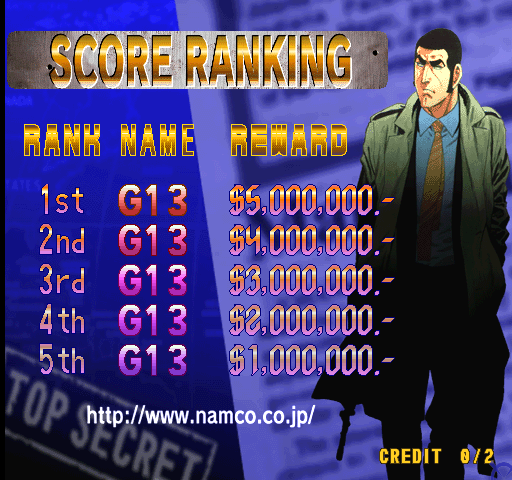 SCORE RANKING
RANK NAME REWARD
1st G13 $5,000,000.-
2nd G13 $4,000,000.-
3rd G13 $3,000,000.-
4th G13 $2,000,000.-
5th G13 $1,000,000.-
TOP SECRET
http://www.namco.co.jp/
CREDIT 0/2